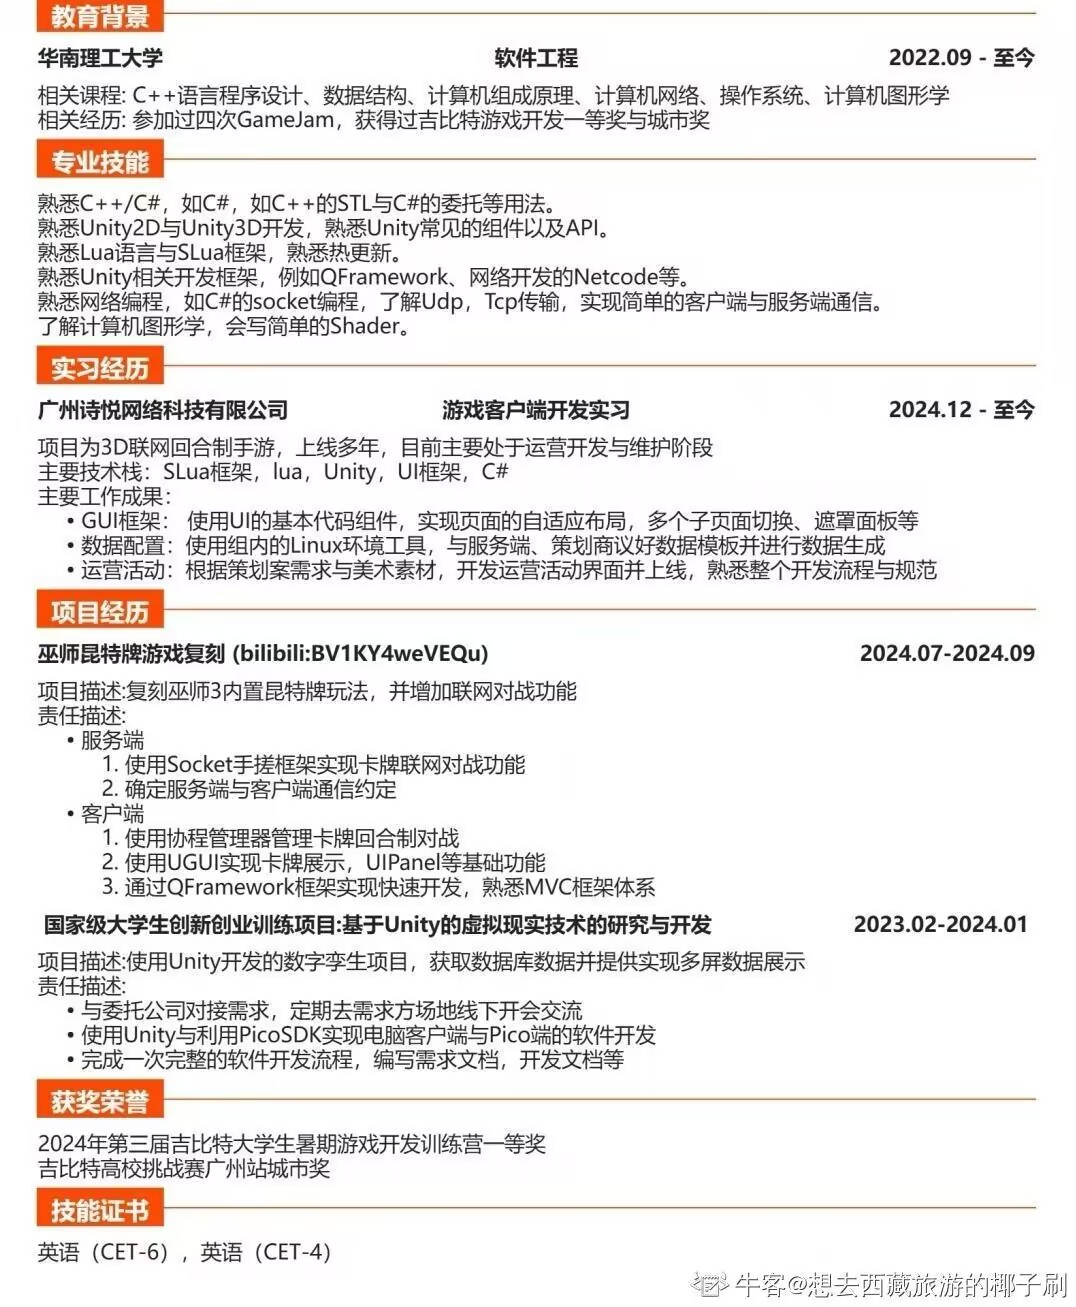 教育背景
华南理工大学 软件工程 2022.09 - 至今
相关课程: C++语言程序设计、数据结构、计算机组成原理、计算机网络、操作系统、计算机图形学
相关经历: 参加过四次GameJam，获得过吉比特游戏开发一等奖与城市奖
专业技能
熟悉C++/C#，如C#，如C++的STL与C#的委托等用法。
熟悉Unity2D与Unity3D开发，熟悉Unity常见的组件以及API。
熟悉Lua语言与SLua框架，熟悉热更新。
熟悉Unity相关开发框架，例如QFramework、网络开发的Netcode等。
熟悉网络编程，如C#的socket编程，了解Udp，Tcp传输，实现简单的客户端与服务端通信。
了解计算机图形学，会写简单的Shader。
实习经历
广州诗悦网络科技有限公司 游戏客户端开发实习 2024.12 - 至今
项目为3D联网回合制手游，上线多年，目前主要处于运营开发与维护阶段
主要技术栈：SLua框架，lua，Unity，UI框架，C#
主要工作成果：
• GUI框架： 使用UI的基本代码组件，实现页面的自适应布局，多个子页面切换、遮罩面板等
• 数据配置：使用组内的Linux环境工具，与服务端、策划商议好数据模板并进行数据生成
• 运营活动：根据策划案需求与美术素材，开发运营活动界面并上线，熟悉整个开发流程与规范
项目经历
巫师昆特牌游戏复刻 (bilibili:BV1KY4weVEQu) 2024.07-2024.09
项目描述:复刻巫师3内置昆特牌玩法，并增加联网对战功能
责任描述:
• 服务端
1. 使用Socket手搓框架实现卡牌联网对战功能
2. 确定服务端与客户端通信约定
• 客户端
1. 使用协程管理器管理卡牌回合制对战
2. 使用UGUI实现卡牌展示，UIPanel等基础功能
3. 通过QFramework框架实现快速开发，熟悉MVC框架体系
国家级大学生创新创业训练项目:基于Unity的虚拟现实技术的研究与开发 2023.02-2024.01
项目描述:使用Unity开发的数字孪生项目，获取数据库数据并提供实现多屏数据展示
责任描述:
• 与委托公司对接需求，定期去需求方场地线下开会交流
• 使用Unity与利用PicoSDK实现电脑客户端与Pico端的软件开发
• 完成一次完整的软件开发流程，编写需求文档，开发文档等
获奖荣誉
2024年第三届吉比特大学生暑期游戏开发训练营一等奖
吉比特高校挑战赛广州站城市奖
技能证书
英语（CET-6），英语（CET-4）
牛客@想去西藏旅游的椰子刷